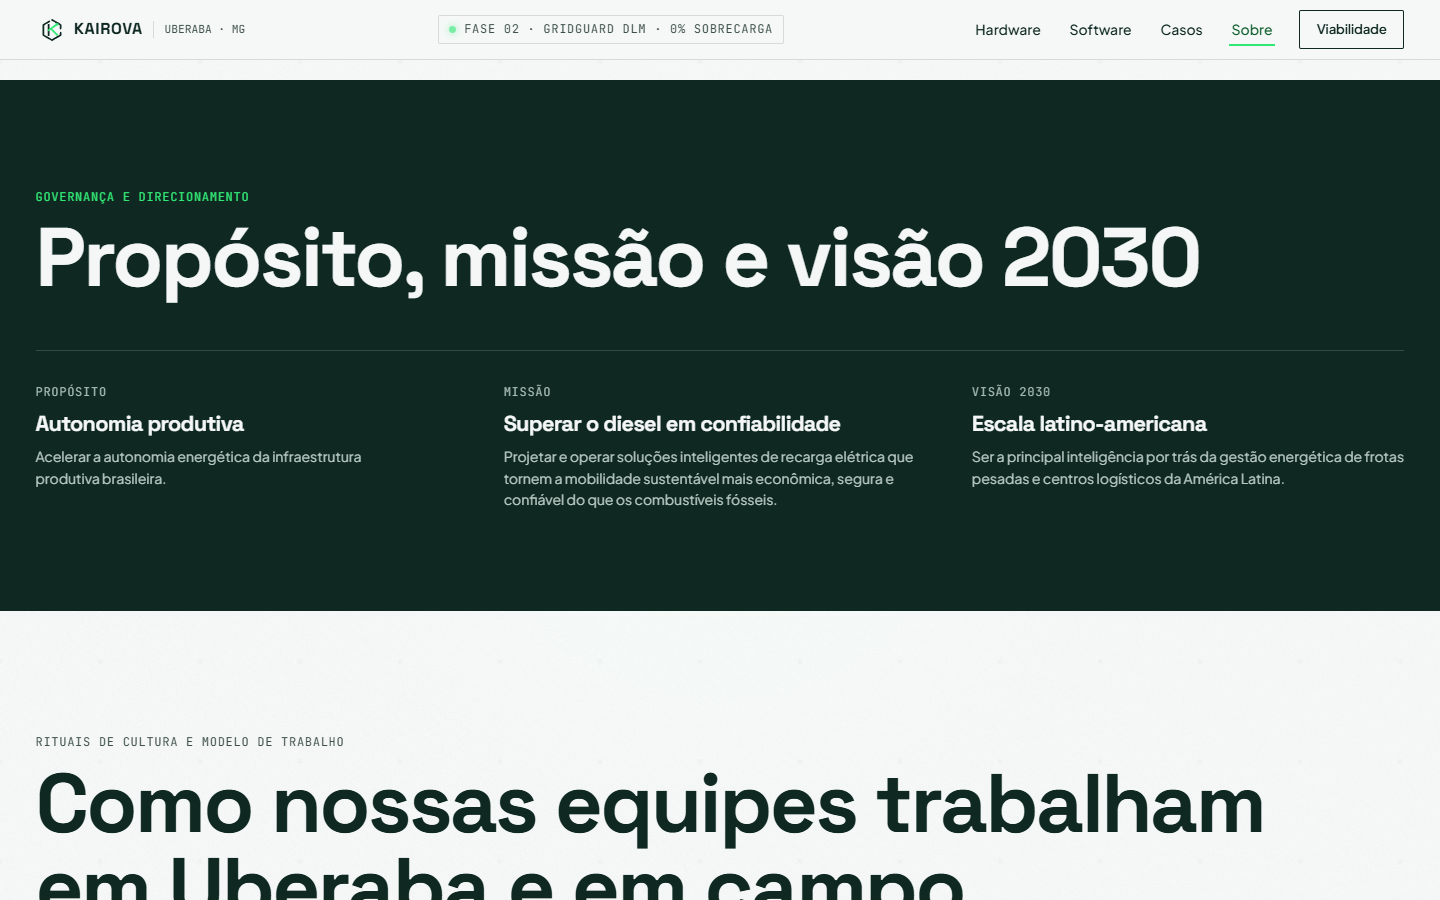 KAIROVA
UBERABA · MG
FASE 02 · GRIDGUARD DLM · 0% SOBRECARGA
Hardware
Software
Casos
Sobre
Viabilidade
GOVERNANÇA E DIRECIONAMENTO
Propósito, missão e visão 2030
PROPÓSITO
Autonomia produtiva
Acelerar a autonomia energética da infraestrutura
produtiva brasileira.
MISSÃO
Superar o diesel em confiabilidade
Projetar e operar soluções inteligentes de recarga elétrica que
tornem a mobilidade sustentável mais econômica, segura e
confiável do que os combustíveis fósseis.
VISÃO 2030
Escala latino-americana
Ser a principal inteligência por trás da gestão energética de frotas
pesadas e centros logísticos da América Latina.
RITUAIS DE CULTURA E MODELO DE TRABALHO
Como nossas equipes trabalham
em Uberaba e em campo